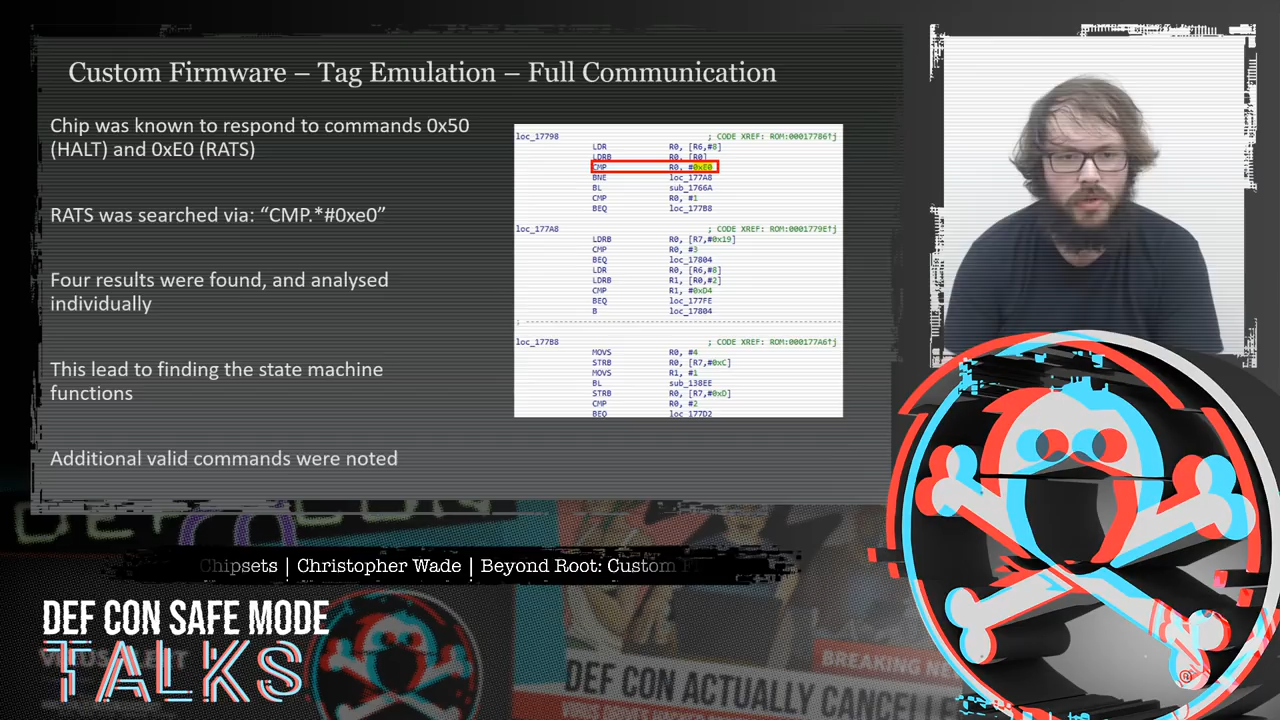 Custom Firmware – Tag Emulation – Full Communication
Chip was known to respond to commands 0x50
(HALT) and 0xE0 (RATS)
RATS was searched via: “CMP.*#0xe0”
Four results were found, and analysed
individually
This lead to finding the state machine
functions
Additional valid commands were noted
loc_17798 ; CODE XREF: ROM:00017786↑j
LDR R0, [R6,#8]
LDRB R0, [R0]
CMP R0, #0xE0
BNE loc_177A8
BL sub_1766A
CMP R0, #1
BEQ loc_177B8
loc_177A8 ; CODE XREF: ROM:0001779E↑j
LDRB R0, [R7,#0x19]
CMP R0, #3
BEQ loc_17804
LDR R0, [R6,#8]
LDRB R1, [R0,#2]
CMP R1, #0xD4
BEQ loc_177FE
B loc_17804
; ---------------------------------------------------------------------------
loc_177B8 ; CODE XREF: ROM:000177A6↑j
MOVS R0, #4
STRB R0, [R7,#0xC]
MOVS R1, #1
BL sub_138EE
STRB R0, [R7,#0xD]
CMP R0, #2
BEQ loc_177D2
Chipsets | Christopher Wade | Beyond Root: Custom
DEF CON SAFE MODE
TALKS
BREAKING
DEF CON ACTUALLY
®